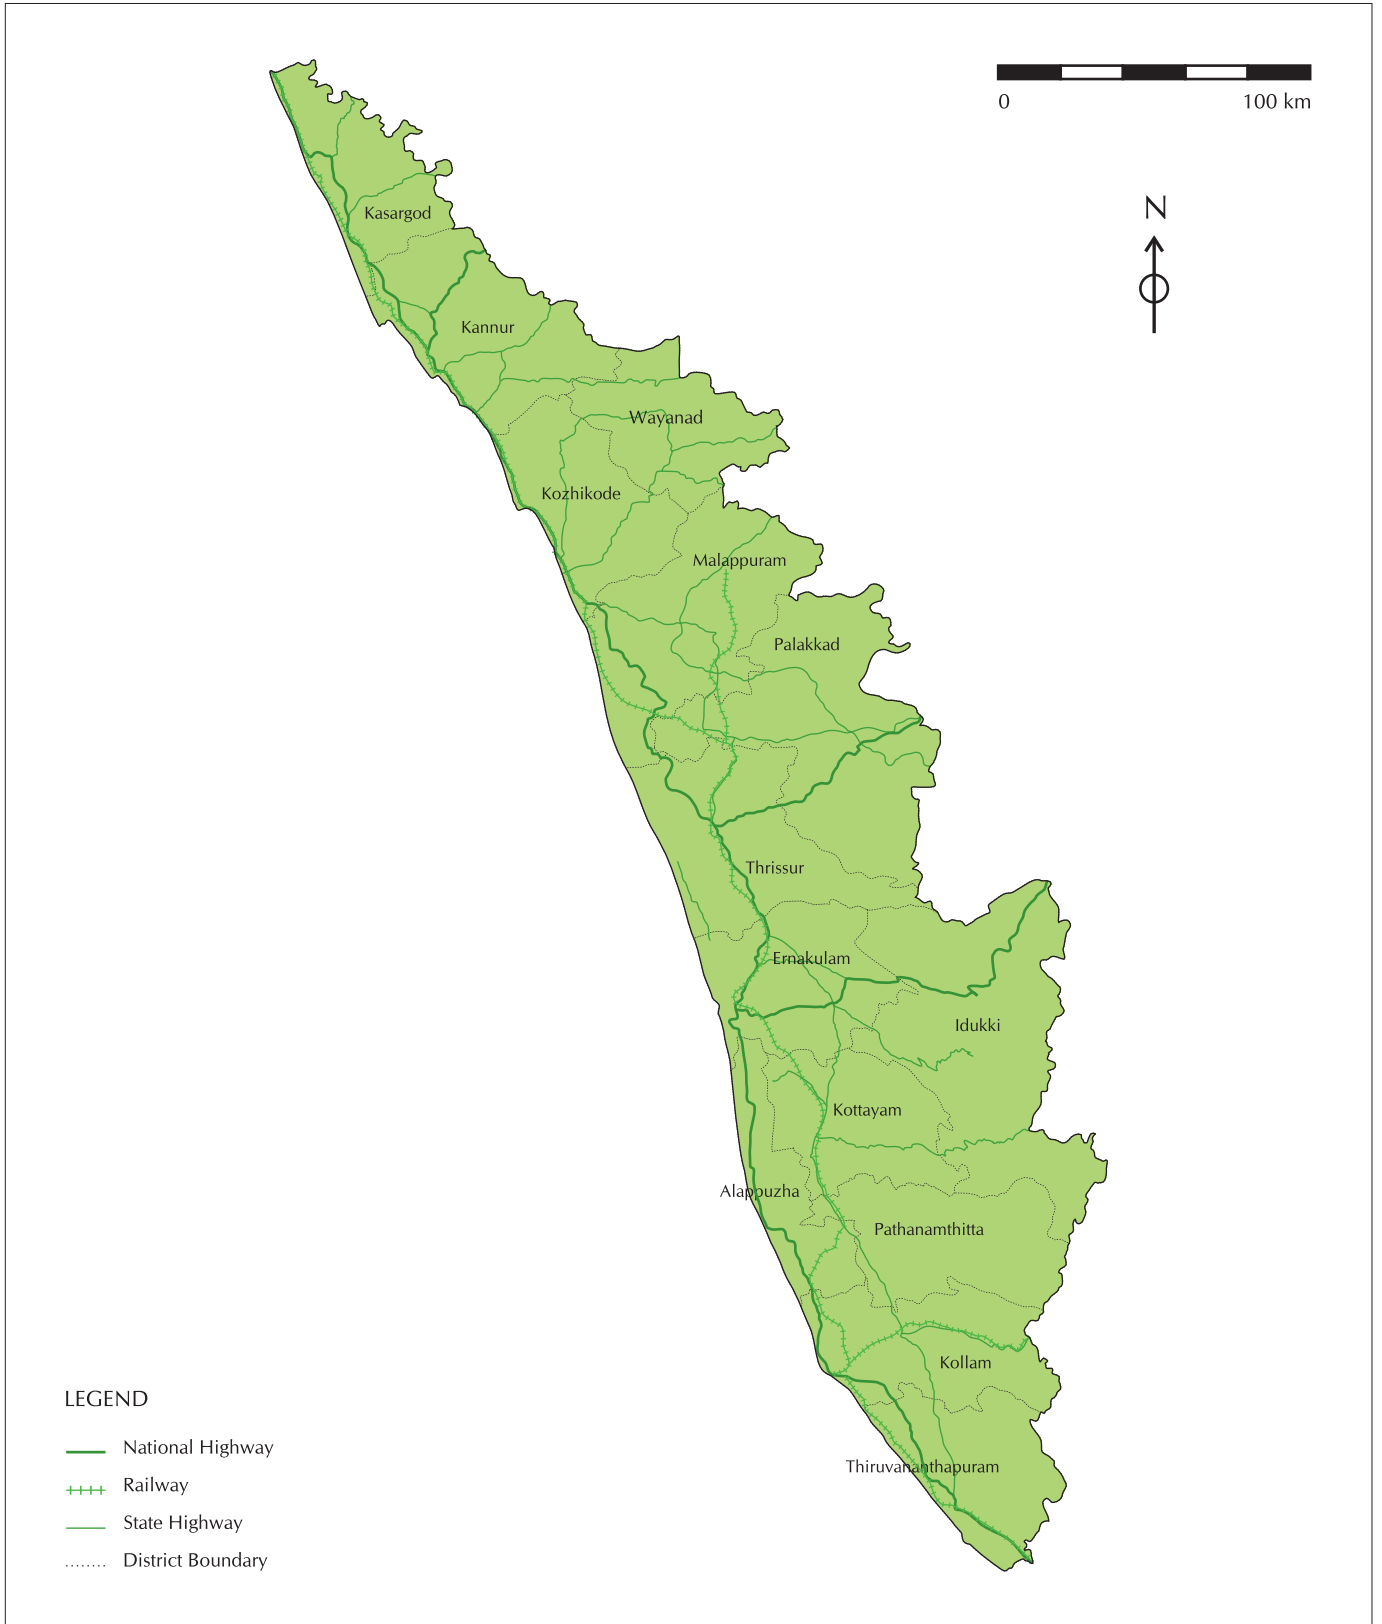 0
100 km
N
Kasargod
Kannur
Wayanad
Kozhikode
Malappuram
Palakkad
Thrissur
Ernakulam
Idukki
Kottayam
Alappuzha
Pathanamthitta
Kollam
Thiruvananthapuram
LEGEND
National Highway
Railway
State Highway
District Boundary